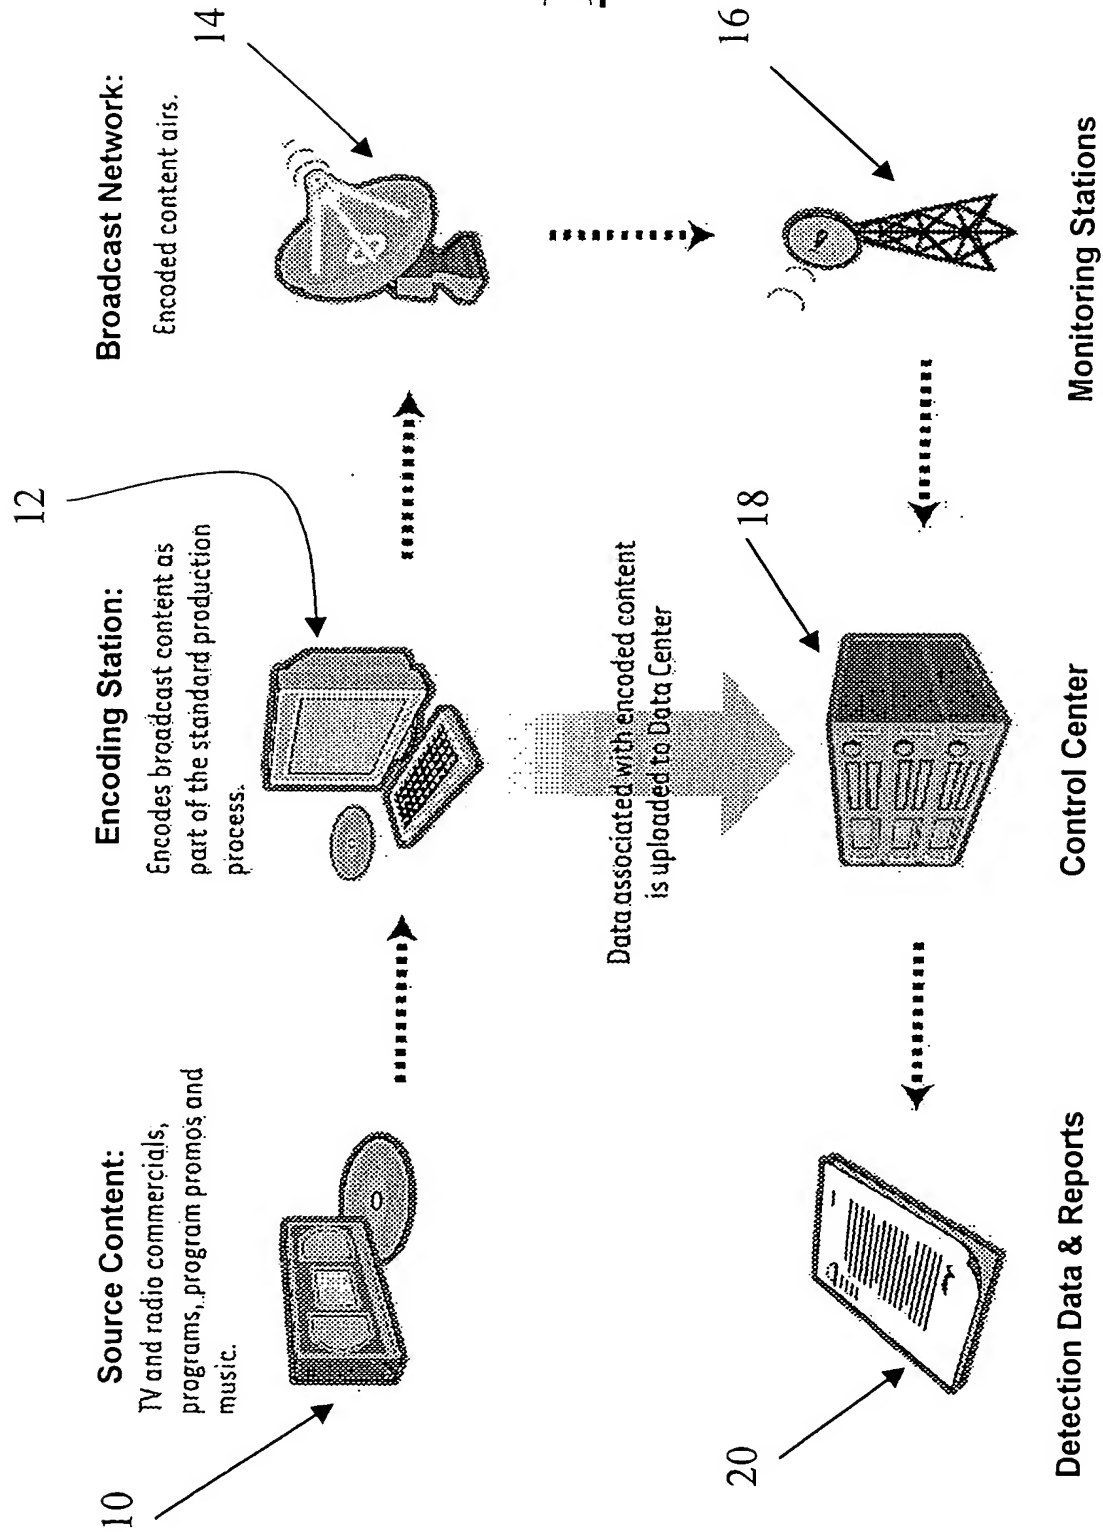 10
Source Content:
TV and radio commercials,
programs, program promos and
music.
12
Encoding Station:
Encodes broadcast content as
part of the standard production
process.
14
Broadcast Network:
Encoded content airs.
Data associated with encoded content
is uploaded to Data Center
20
Detection Data & Reports
18
Control Center
16
Monitoring Stations